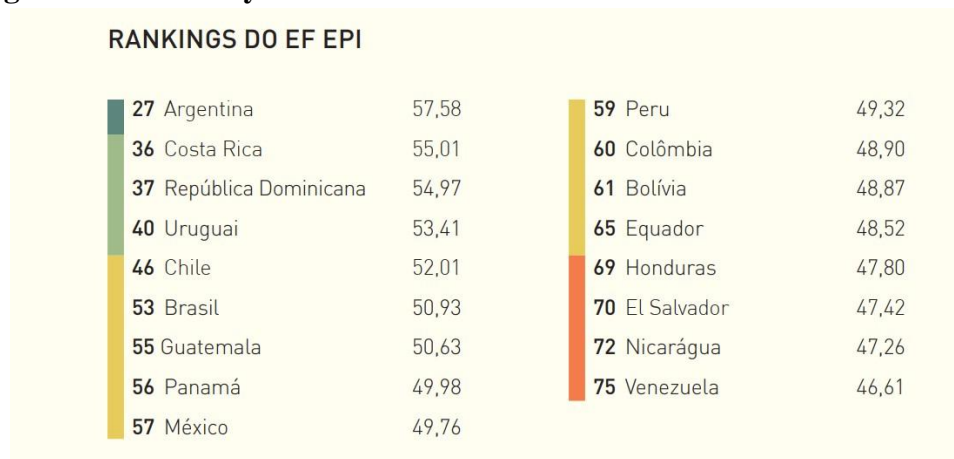 RANKINGS DO EF EPI
27 Argentina 57,58
36 Costa Rica 55,01
37 República Dominicana 54,97
40 Uruguai 53,41
46 Chile 52,01
53 Brasil 50,93
55 Guatemala 50,63
56 Panamá 49,98
57 México 49,76
59 Peru 49,32
60 Colômbia 48,90
61 Bolívia 48,87
65 Equador 48,52
69 Honduras 47,80
70 El Salvador 47,42
72 Nicarágua 47,26
75 Venezuela 46,61